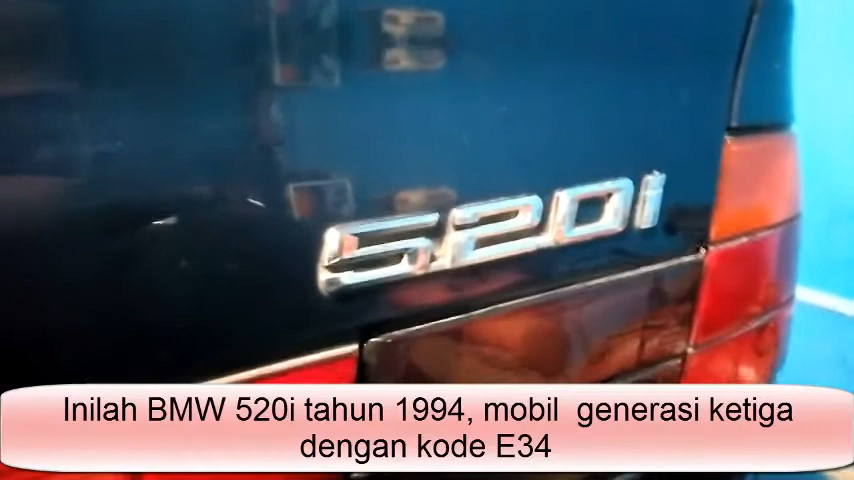 520i
Inilah BMW 520i tahun 1994, mobil generasi ketiga
dengan kode E34